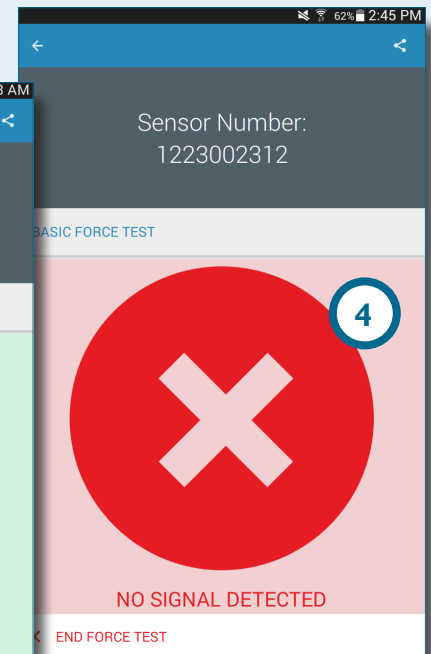 62% 2:45 PM
AM
Sensor Number:
1223002312
BASIC FORCE TEST
4
NO SIGNAL DETECTED
END FORCE TEST